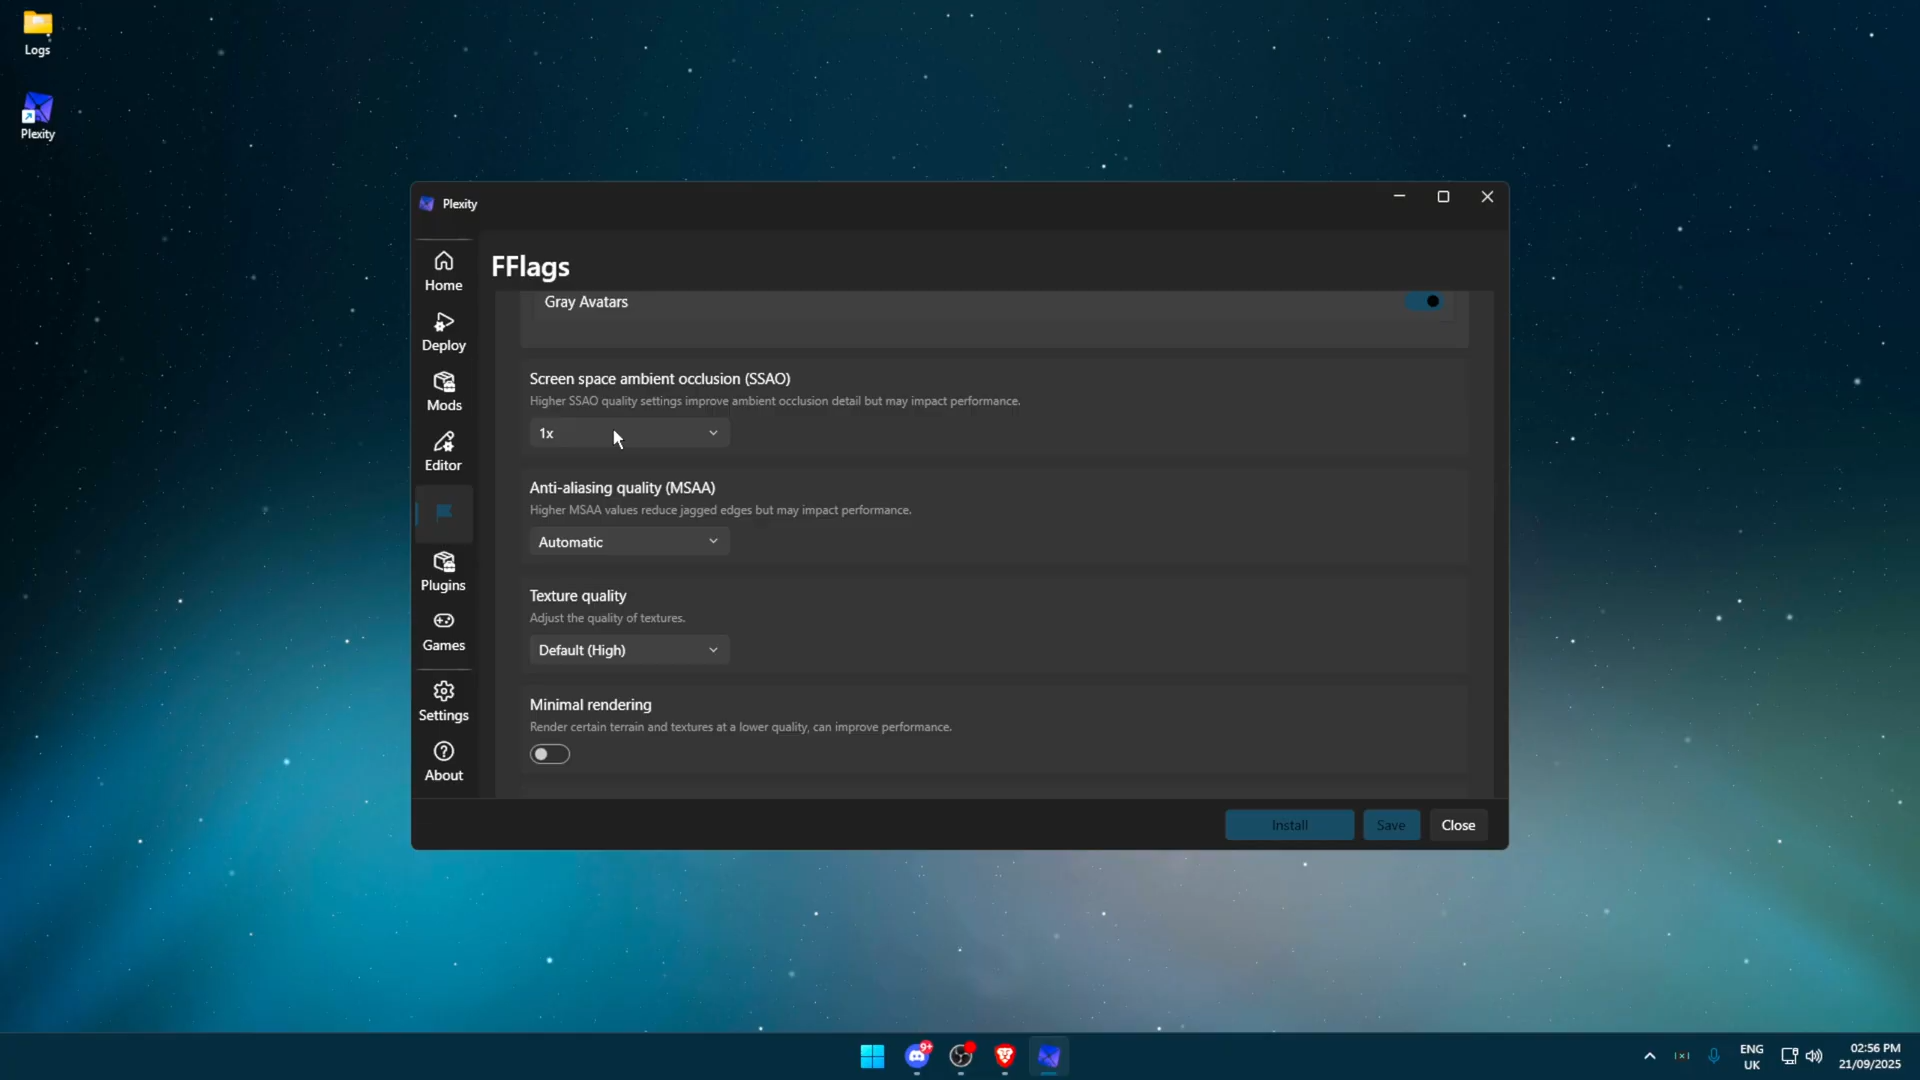 Logs
Plexity
Plexity
FFlags
Home
Deploy
Mods
Editor
Plugins
Games
Settings
About
Gray Avatars
Screen space ambient occlusion (SSAO)
Higher SSAO quality settings improve ambient occlusion detail but may impact performance.
1x
Anti-aliasing quality (MSAA)
Higher MSAA values reduce jagged edges but may impact performance.
Automatic
Texture quality
Adjust the quality of textures.
Default (High)
Minimal rendering
Render certain terrain and textures at a lower quality, can improve performance.
Install
Save
Close
9+
ENG
UK
02:56 PM
21/09/2025